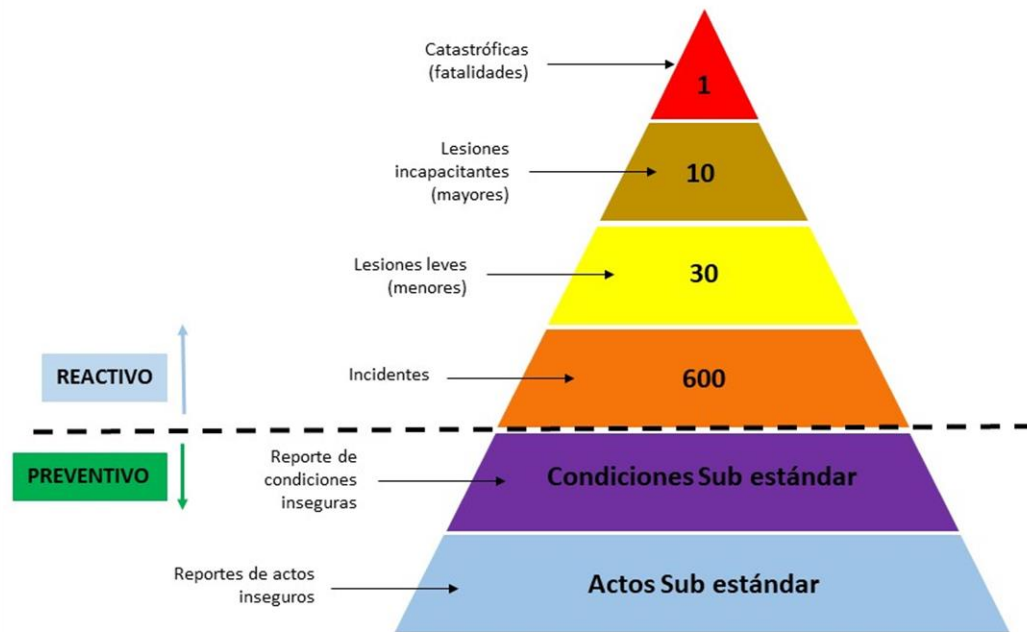 Catastróficas
(fatalidades)
1
Lesiones
incapacitantes
(mayores)
10
Lesiones leves
(menores)
30
REACTIVO
Incidentes
600
PREVENTIVO
Reporte de
condiciones
inseguras
Condiciones Sub estándar
Reportes de actos
inseguros
Actos Sub estándar